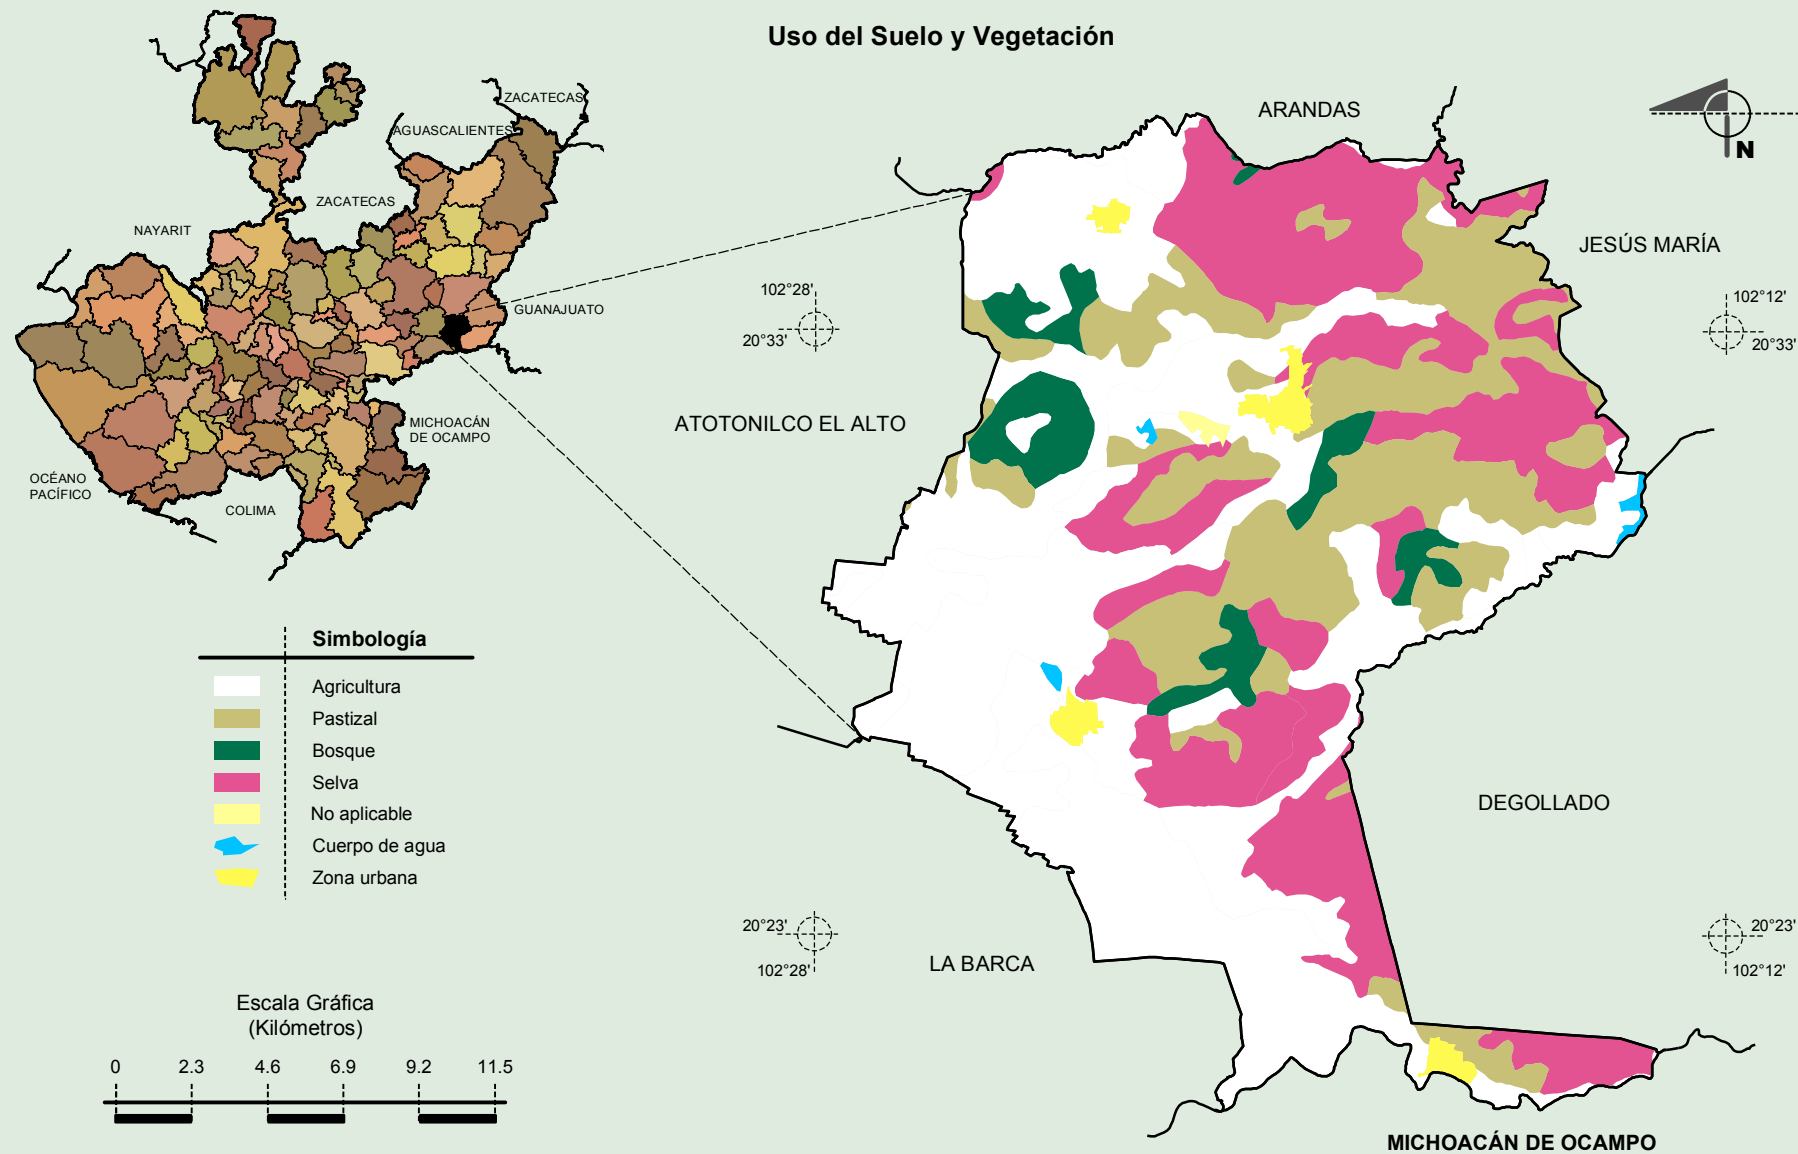 Uso del Suelo y Vegetación
ZACATECAS
AGUASCALIENTES
ZACATECAS
NAYARIT
GUANAJUATO
MICHOACÁN
DE OCAMPO
OCÉANO
PACÍFICO
COLIMA
ARANDAS
N
JESÚS MARÍA
102°28'
20°33'
102°12'
20°33'
ATOTONILCO EL ALTO
DEGOLLADO
20°23'
102°28'
20°23'
102°12'
LA BARCA
MICHOACÁN DE OCAMPO
Simbología
Agricultura
Pastizal
Bosque
Selva
No aplicable
Cuerpo de agua
Zona urbana
Escala Gráfica
(Kilómetros)
0 2.3 4.6 6.9 9.2 11.5